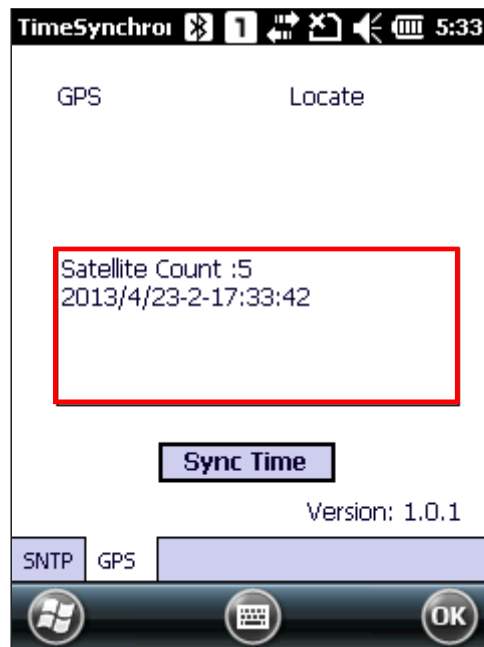 TimeSynchroi 1 5:33
GPS Locate
Satellite Count :5
2013/4/23-2-17:33:42
Sync Time
Version: 1.0.1
SNTP GPS
OK